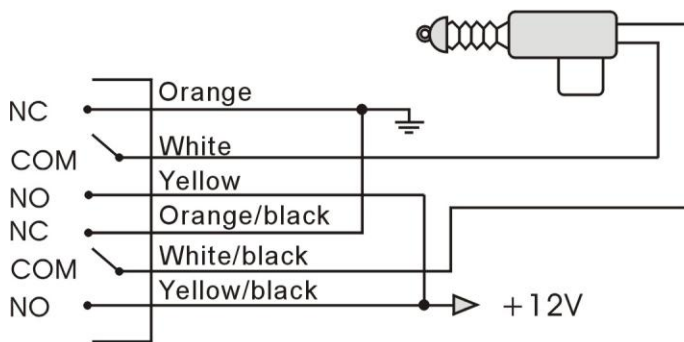 Orange
NC
White
COM
Yellow
NO
Orange/black
NC
White/black
COM
Yellow/black
NO
+12V